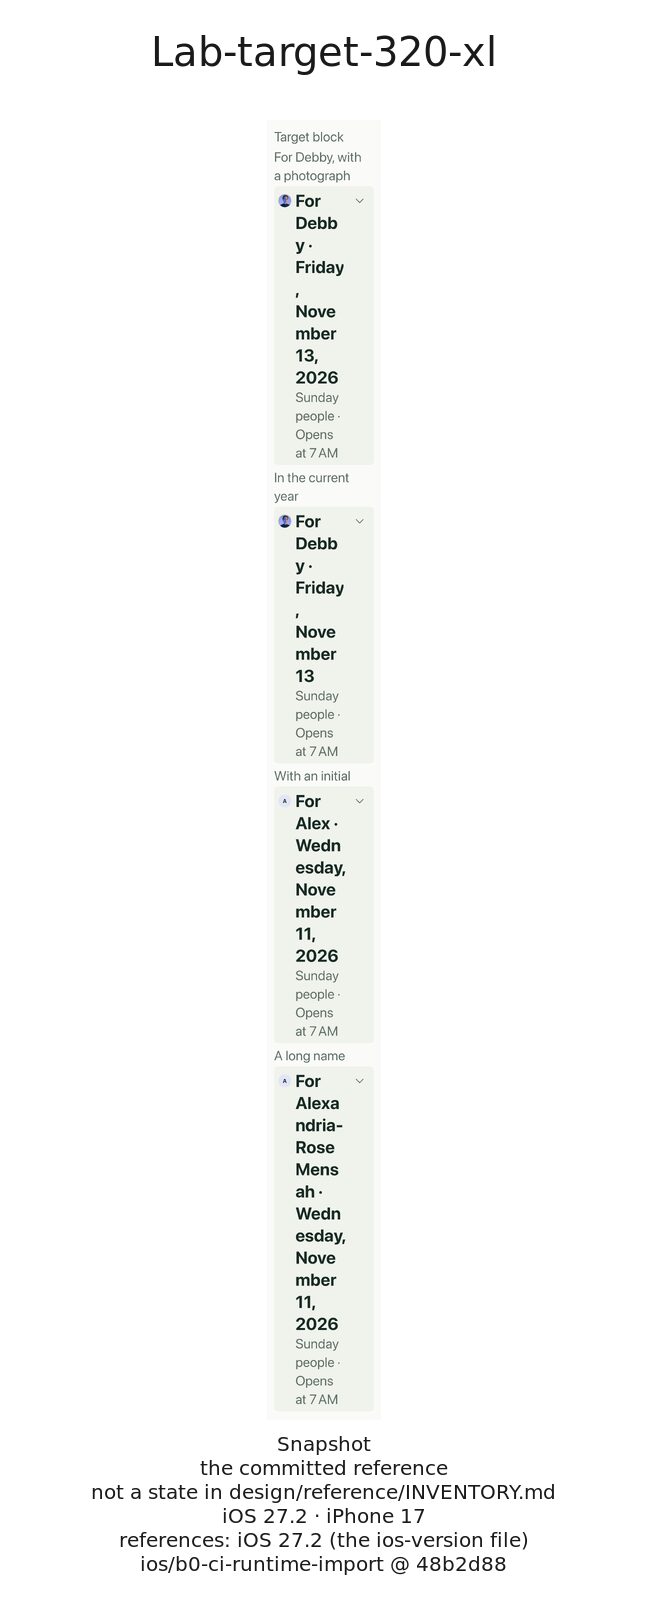 Lab-target-320-xl
Target block
For Debby, with
a photograph
For
Debb
y ·
Friday
,
Nove
mber
13,
2026
Sunday
people ·
Opens
at 7 AM
In the current
year
For
Debb
y ·
Friday
,
Nove
mber
13
Sunday
people ·
Opens
at 7 AM
With an initial
A
For
Alex ·
Wedn
esday,
Nove
mber
11,
2026
Sunday
people ·
Opens
at 7 AM
A long name
A
For
Alexa
ndria-
Rose
Mens
ah ·
Wedn
esday,
Nove
mber
11,
2026
Sunday
people ·
Opens
at 7 AM
Snapshot
the committed reference
not a state in design/reference/INVENTORY.md
iOS 27.2 · iPhone 17
references: iOS 27.2 (the ios-version file)
ios/b0-ci-runtime-import @ 48b2d88